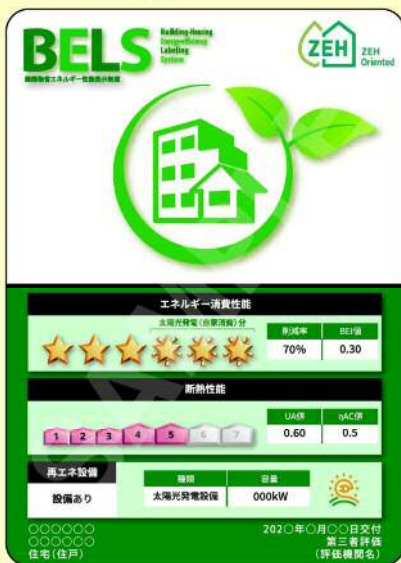 BELS
Building-Housing
Energy-efficiency
Labeling
System
建築物省エネルギー性能表示制度
ZEH
ZEH
Oriented
エネルギー消費性能
太陽光発電(自家消費)分
削減率 BEI値
70% 0.30
断熱性能
1 2 3 4 5 6 7
UA値 ηAC値
0.60 0.5
再エネ設備
設備あり
種類 容量
太陽光発電設備 000kW
SAMPLE
〇〇〇〇〇〇
〇〇〇〇〇〇
住宅(住戸)
202〇年〇月〇〇日交付
第三者評価
(評価機関名)